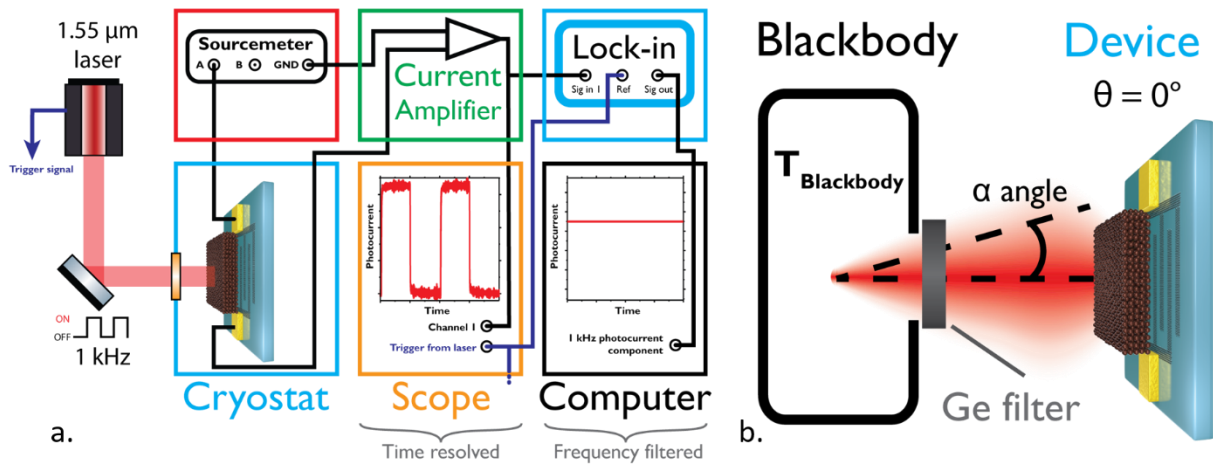 1.55 µm
laser
Trigger signal
ON
OFF
1 kHz
Sourcemeter
A B GND
Cryostat
Current
Amplifier
Photocurrent
Time
Channel 1
Trigger from laser
Scope
Time resolved
Lock-in
Sig in 1 Ref Sig out
Photocurrent
Time
1 kHz photocurrent
component
Computer
Frequency filtered
a.
Blackbody
T Blackbody
Device
θ = 0°
α angle
Ge filter
b.